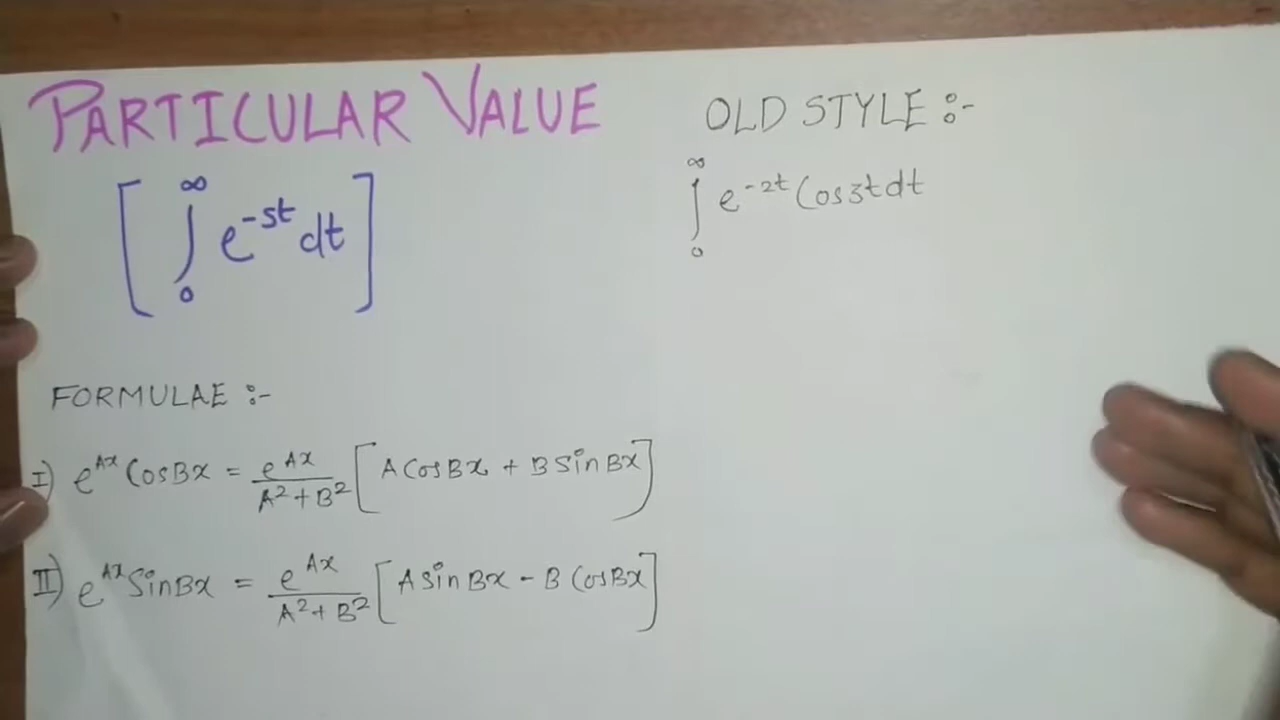 PARTICULAR VALUE
[ ∫₀^∞ e^-st dt ]
FORMULAE :-
I) e^Ax CosBx = e^Ax / A²+B² [ A CosBx + B SinBx ]
II) e^Ax SinBx = e^Ax / A²+B² [ A SinBx - B CosBx ]
OLD STYLE :-
∫₀^∞ e^-2t Cos3t dt